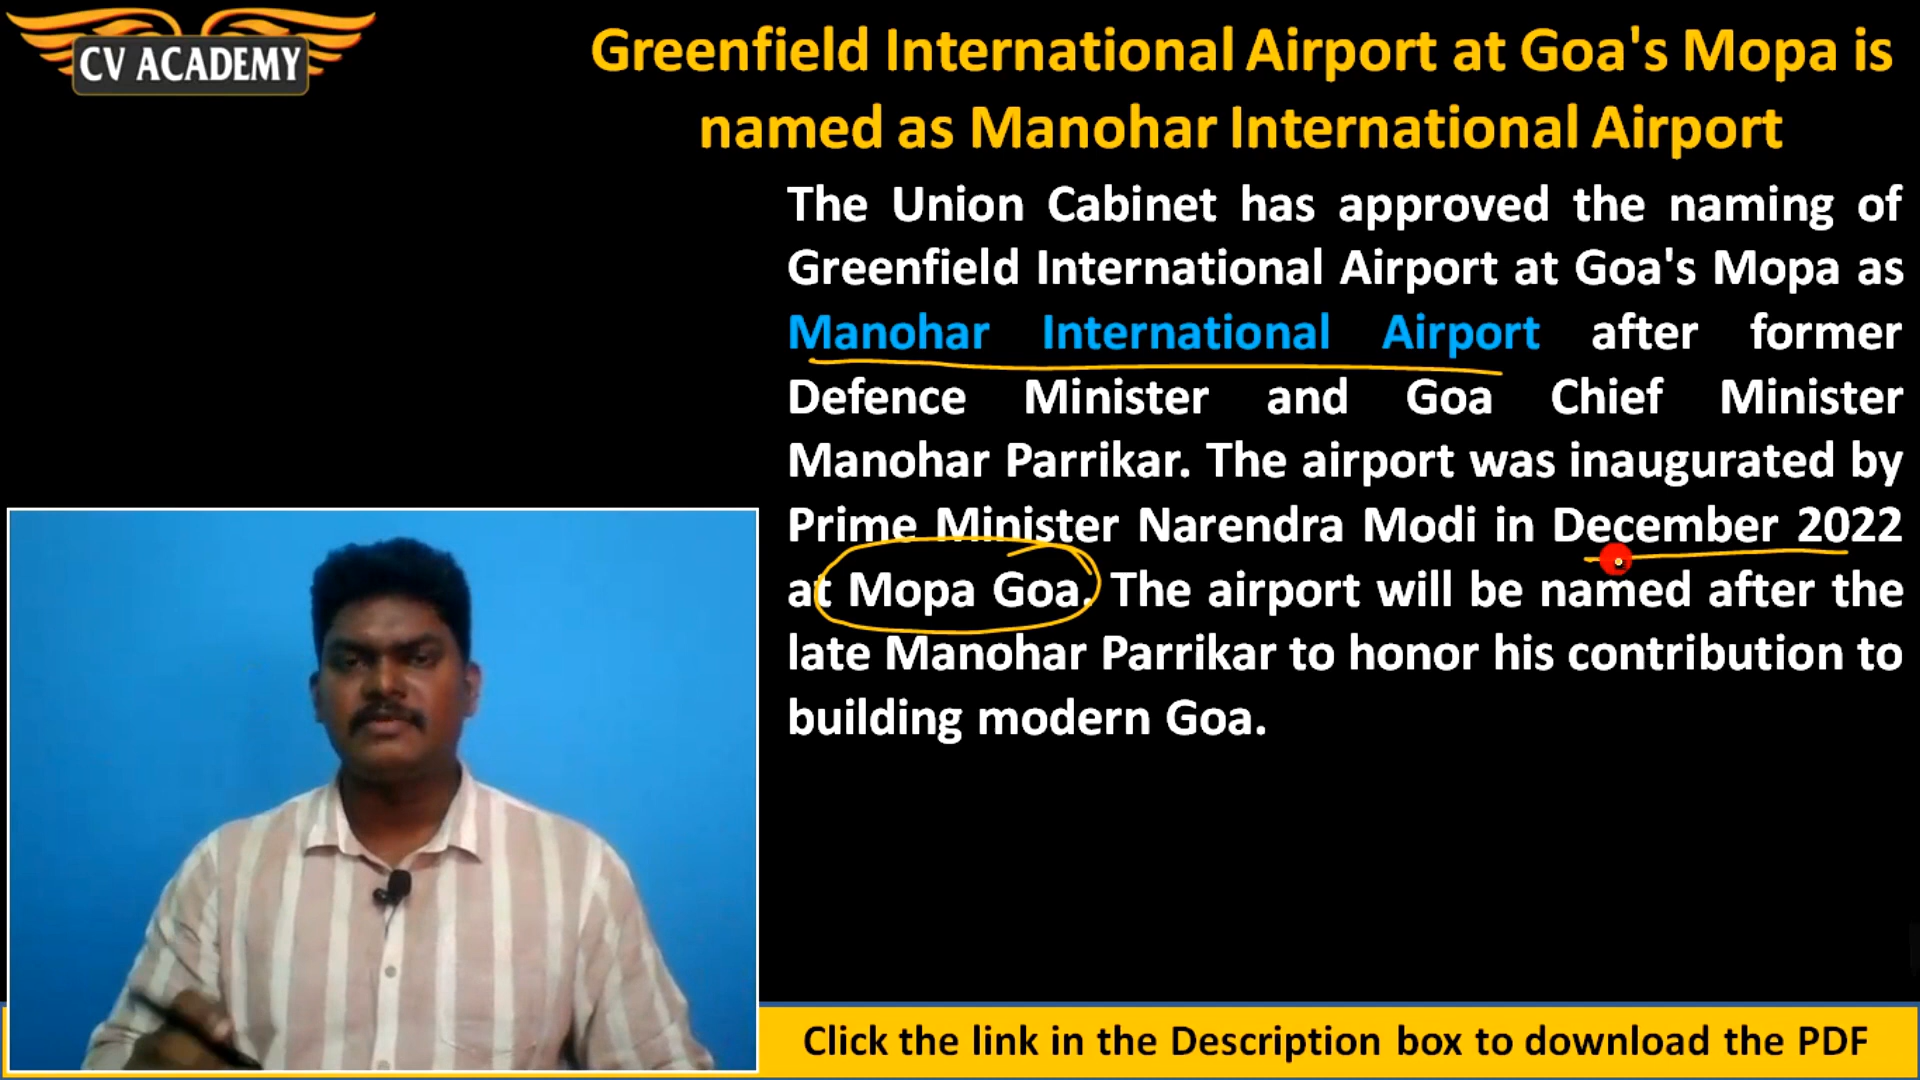 CV ACADEMY
Greenfield International Airport at Goa's Mopa is
named as Manohar International Airport
The Union Cabinet has approved the naming of
Greenfield International Airport at Goa's Mopa as
Manohar International Airport after former
Defence Minister and Goa Chief Minister
Manohar Parrikar. The airport was inaugurated by
Prime Minister Narendra Modi in December 2022
at Mopa Goa. The airport will be named after the
late Manohar Parrikar to honor his contribution to
building modern Goa.
Click the link in the Description box to download the PDF